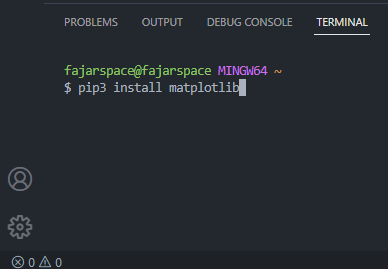 PROBLEMS OUTPUT DEBUG CONSOLE TERMINAL
fajarspace@fajarspace MINGW64 ~
$ pip3 install matplotlib
0 0